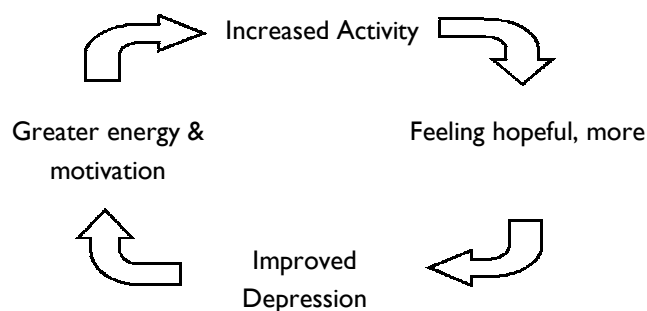 Increased Activity
Greater energy &
motivation
Feeling hopeful, more
Improved
Depression